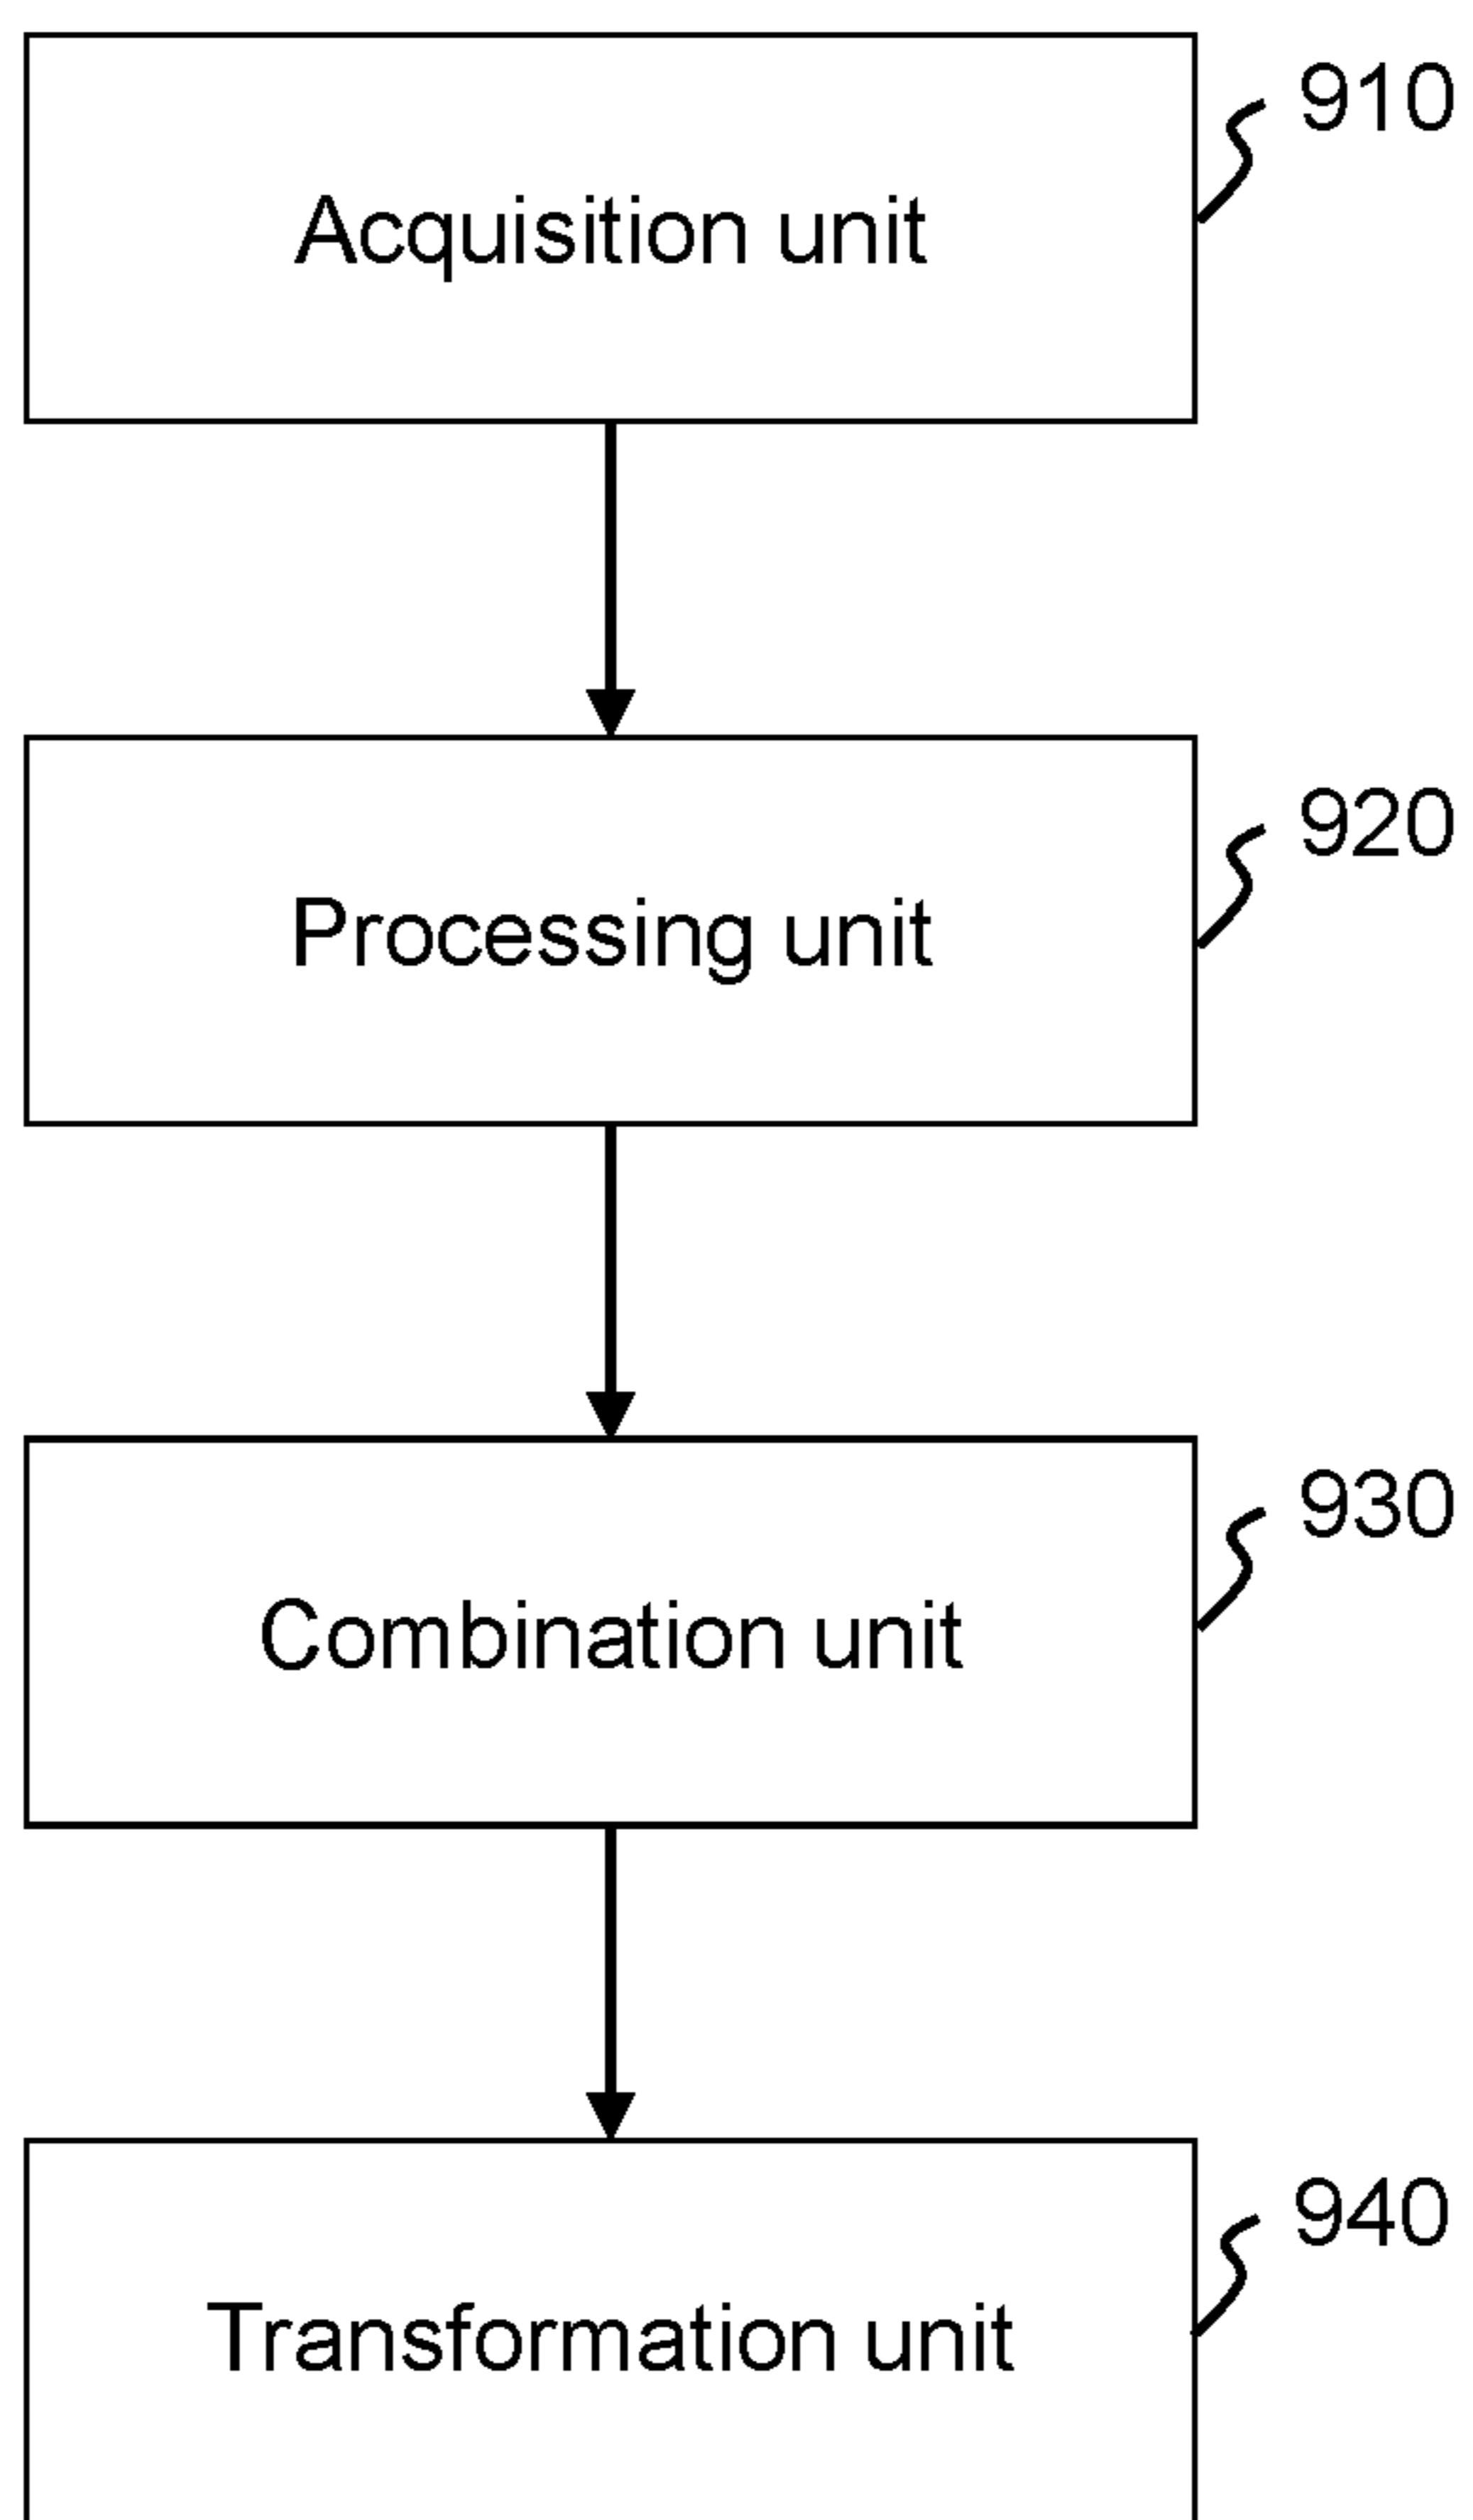 910
Acquisition unit
920
Processing unit
930
Combination unit
940
Transformation unit